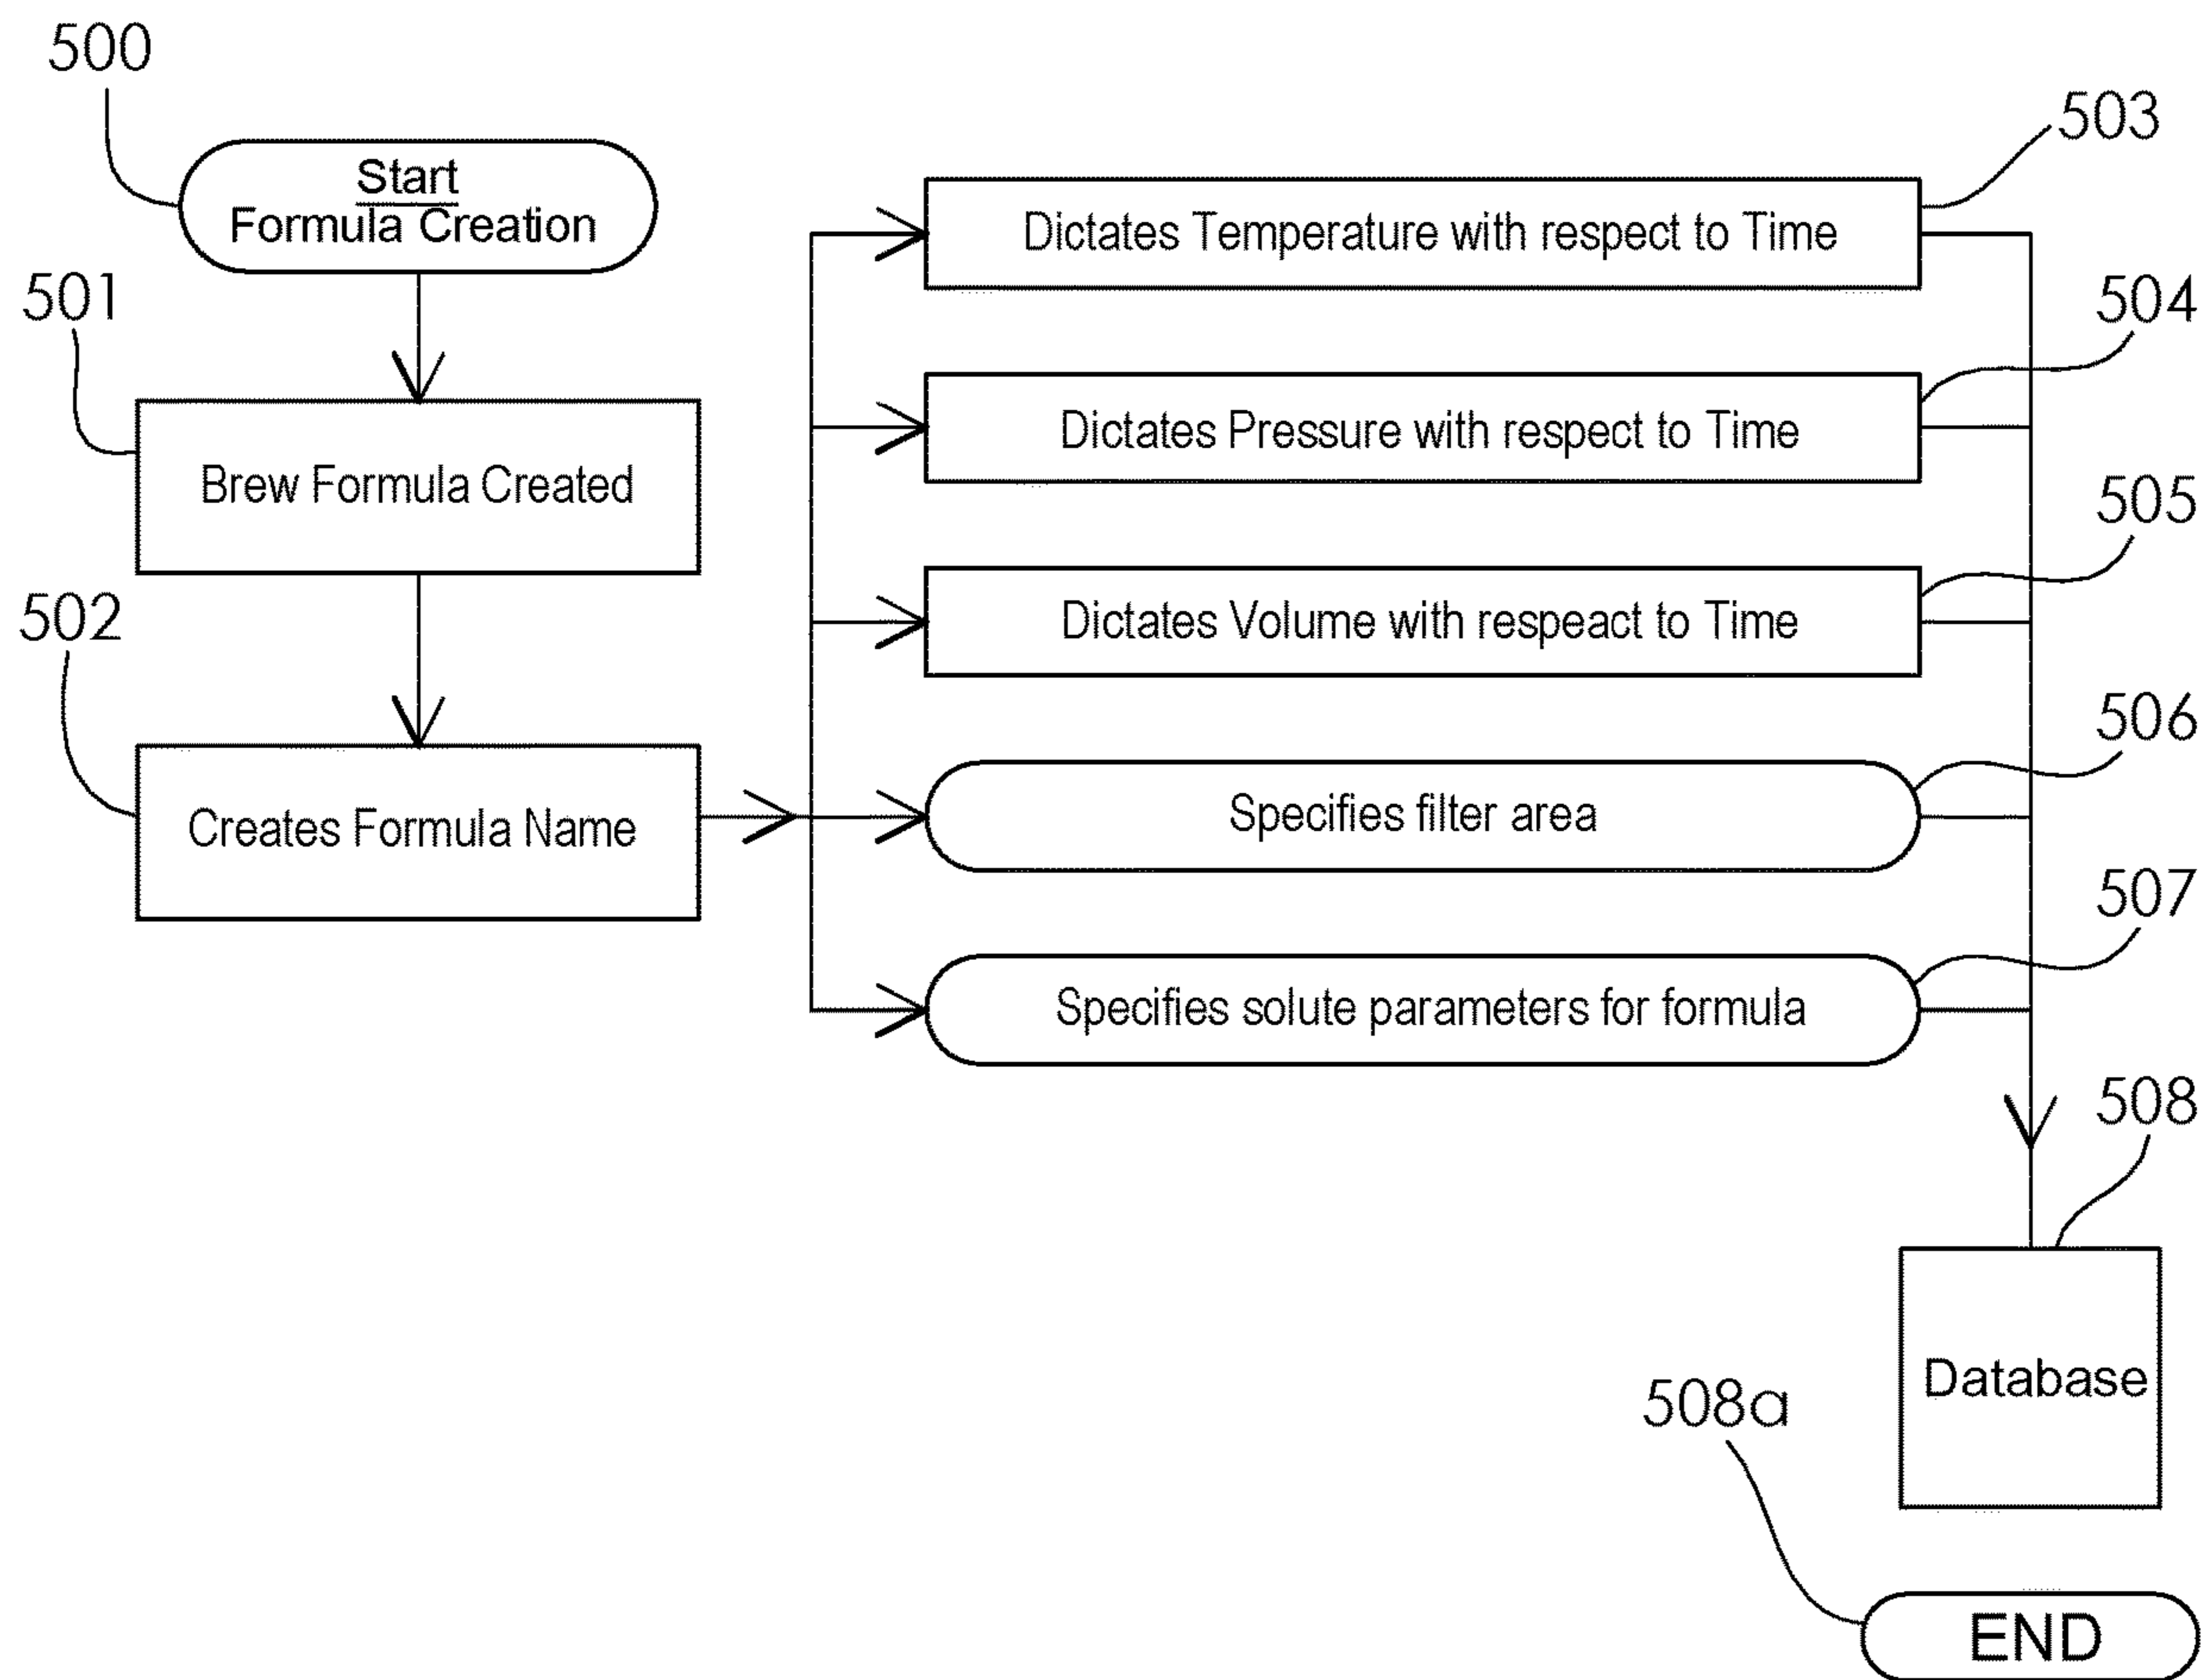 500
Start
Formula Creation
501
Brew Formula Created
502
Creates Formula Name
503
Dictates Temperature with respect to Time
504
Dictates Pressure with respect to Time
505
Dictates Volume with respeact to Time
506
Specifies filter area
507
Specifies solute parameters for formula
508
Database
508a
END